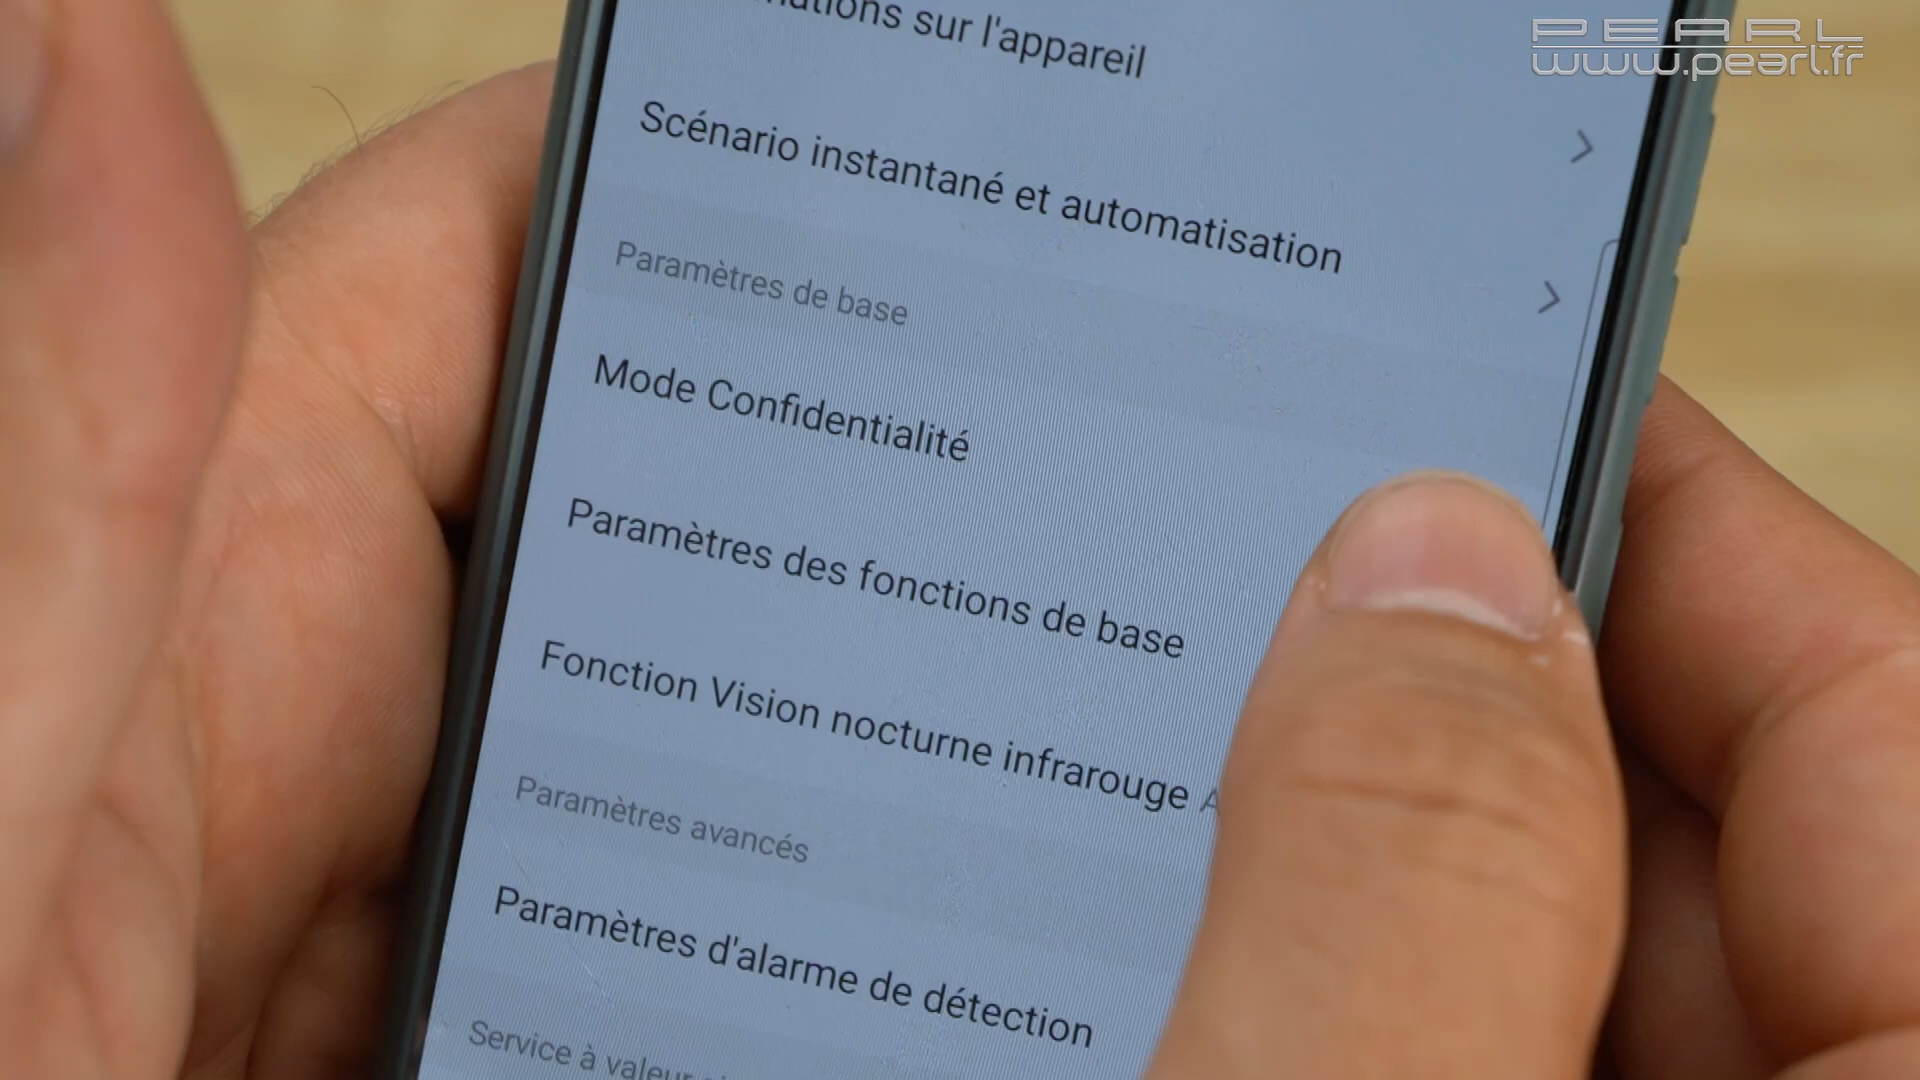 PEARL
www.pearl.fr
sur l'appareil
Scénario instantané et automatisation
Paramètres de base
Mode Confidentialité
Paramètres des fonctions de base
Fonction Vision nocturne infrarouge
Paramètres avancés
Paramètres d'alarme de détection
Service à valeur